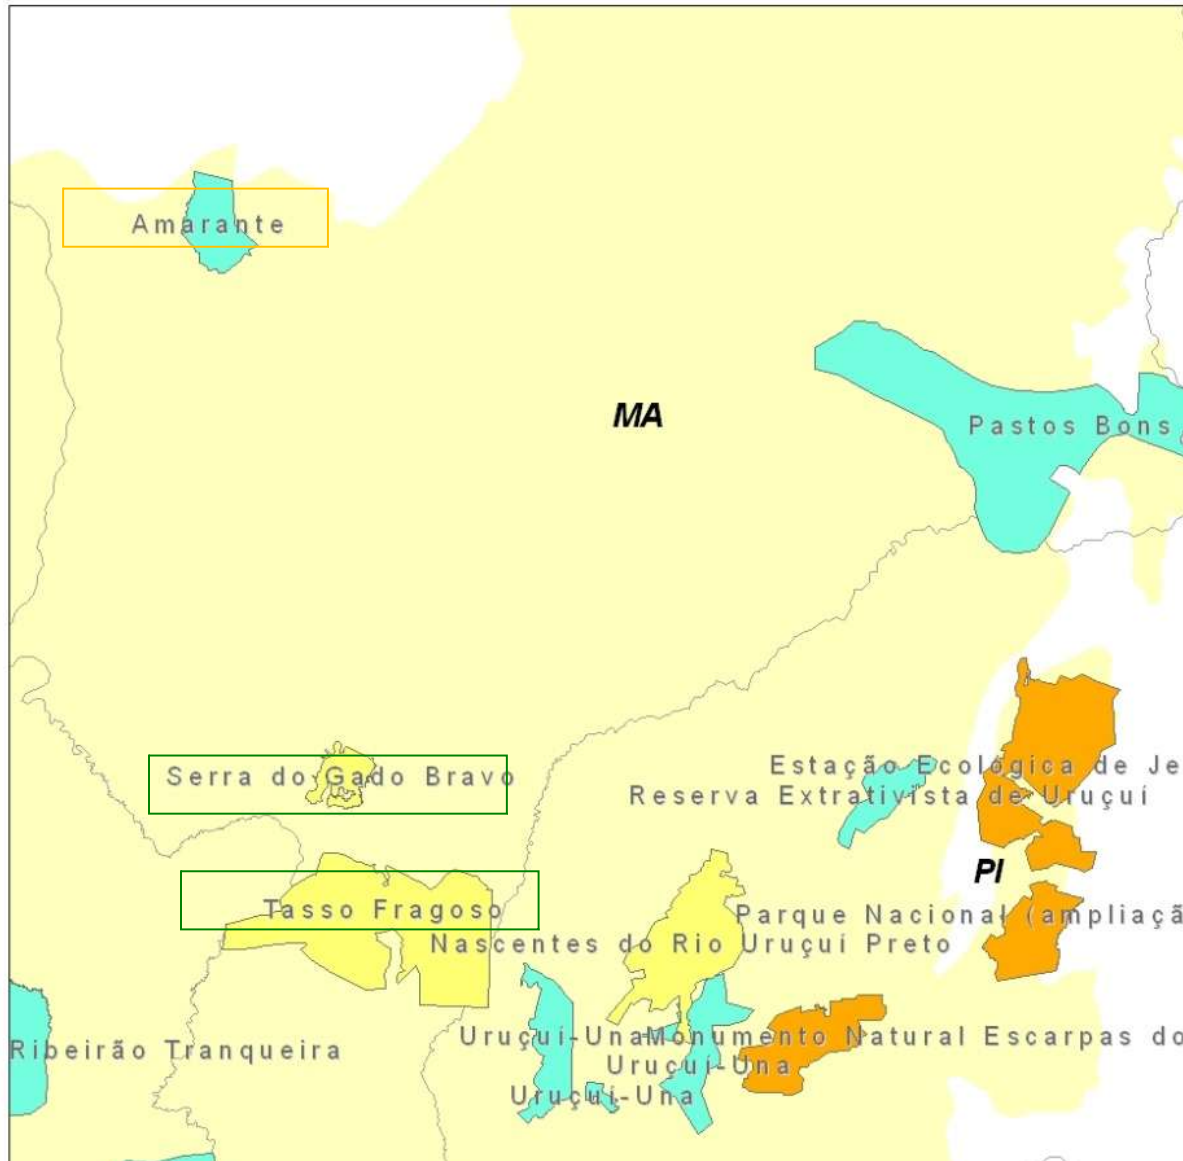 Amarante
MA
Pastos Bons
Serra do Gado Bravo
Estação Ecológica de Je
Reserva Extrativista de Uruçuí
PI
Tasso Fragoso
Parque Nacional (ampliaçã
Nascentes do Rio Uruçuí Preto
Uruçuí-Una
Monumento Natural Escarpas do
Ribeirão Tranqueira
Uruçuí-Una
Uruçuí-Una